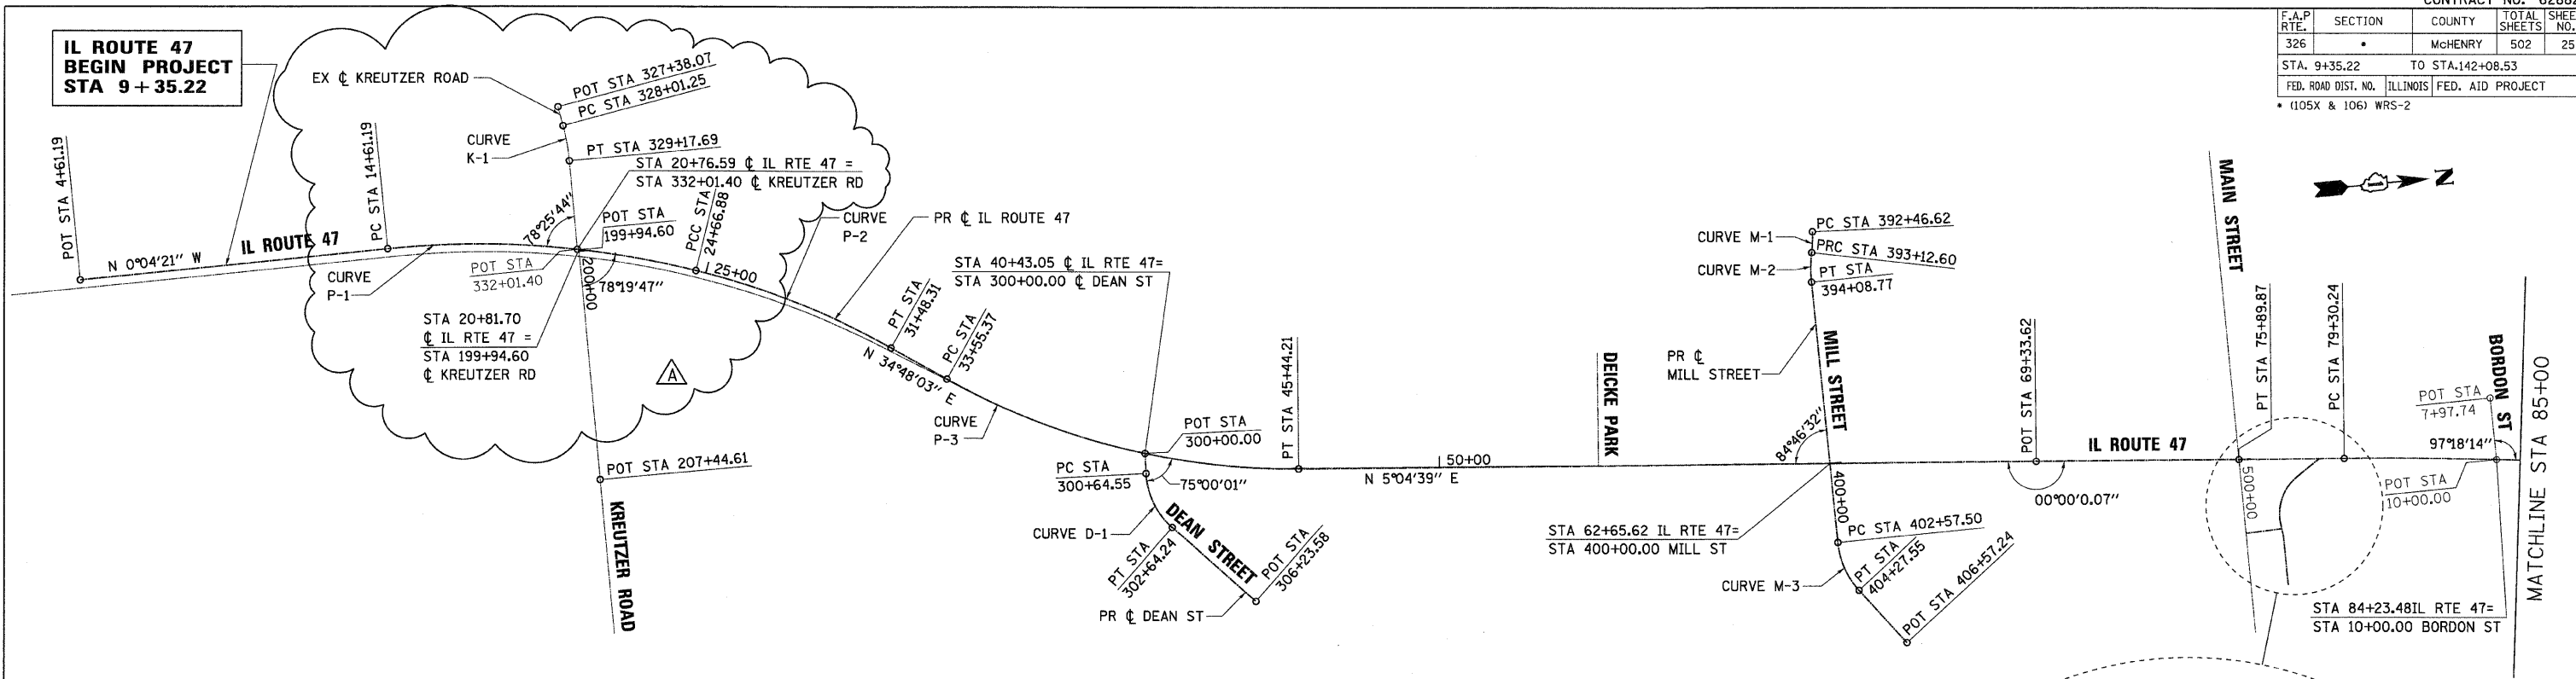 CONTRACT NO. 62882
F.A.P RTE.
SECTION
COUNTY
TOTAL SHEETS
SHEET NO.
326
•
McHENRY
502
25
STA. 9+35.22 TO STA.142+08.53
FED. ROAD DIST. NO. ILLINOIS FED. AID PROJECT
* (105X & 106) WRS-2
IL ROUTE 47
BEGIN PROJECT
STA 9+35.22
EX ℄ KREUTZER ROAD
POT STA 327+38.07
PC STA 328+01.25
CURVE
K-1
PT STA 329+17.69
STA 20+76.59 ℄ IL RTE 47 =
STA 332+01.40 ℄ KREUTZER RD
POT STA 4+61.19
N 0°04'21" W
IL ROUTE 47
PC STA 14+61.19
CURVE
P-1
78°25'44"
POT STA
199+94.60
POT STA
332+01.40
200+00
78°19'47"
PCC STA
24+66.88
25+00
CURVE
P-2
PR ℄ IL ROUTE 47
STA 20+81.70
℄ IL RTE 47 =
STA 199+94.60
℄ KREUTZER RD
A
POT STA 207+44.61
KREUTZER ROAD
PT STA
31+48.31
PC STA
33+55.37
N 34°48'03" E
CURVE
P-3
STA 40+43.05 ℄ IL RTE 47=
STA 300+00.00 ℄ DEAN ST
POT STA
300+00.00
PC STA
300+64.55
75°00'01"
CURVE D-1
DEAN STREET
PT STA
302+64.24
POT STA
306+23.58
PR ℄ DEAN ST
PT STA 45+44.21
50+00
N 5°04'39" E
DEICKE PARK
PC STA 392+46.62
CURVE M-1
PRC STA 393+12.60
CURVE M-2
PT STA
394+08.77
PR ℄
MILL STREET
MILL STREET
84°46'32"
400+00
STA 62+65.62 IL RTE 47=
STA 400+00.00 MILL ST
PC STA 402+57.50
CURVE M-3
PT STA
404+27.55
POT STA 406+57.24
POT STA 69+33.62
00°00'0.07"
IL ROUTE 47
MAIN STREET
N
PT STA 75+89.87
500+00
PC STA 79+30.24
POT STA
7+97.74
BORDON ST
97°18'14"
POT STA
10+00.00
STA 84+23.48IL RTE 47=
STA 10+00.00 BORDON ST
MATCHLINE STA 85+00